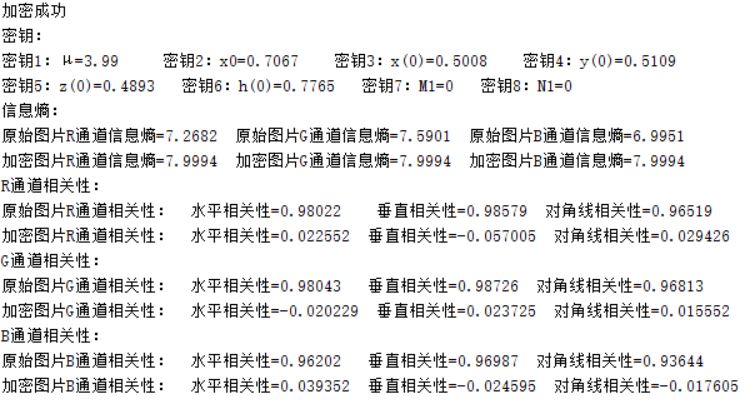 加密成功
密钥:
密钥1: μ=3.99 密钥2: x0=0.7067 密钥3: x(0)=0.5008 密钥4: y(0)=0.5109
密钥5: z(0)=0.4893 密钥6: h(0)=0.7765 密钥7: M1=0 密钥8: N1=0
信息熵:
原始图片R通道信息熵=7.2682 原始图片G通道信息熵=7.5901 原始图片B通道信息熵=6.9951
加密图片R通道信息熵=7.9994 加密图片G通道信息熵=7.9994 加密图片B通道信息熵=7.9994
R通道相关性:
原始图片R通道相关性: 水平相关性=0.98022 垂直相关性=0.98579 对角线相关性=0.96519
加密图片R通道相关性: 水平相关性=0.022552 垂直相关性=-0.057005 对角线相关性=0.029426
G通道相关性:
原始图片G通道相关性: 水平相关性=0.98043 垂直相关性=0.98726 对角线相关性=0.96813
加密图片G通道相关性: 水平相关性=-0.020229 垂直相关性=0.023725 对角线相关性=0.015552
B通道相关性:
原始图片B通道相关性: 水平相关性=0.96202 垂直相关性=0.96987 对角线相关性=0.93644
加密图片B通道相关性: 水平相关性=0.039352 垂直相关性=-0.024595 对角线相关性=-0.017605